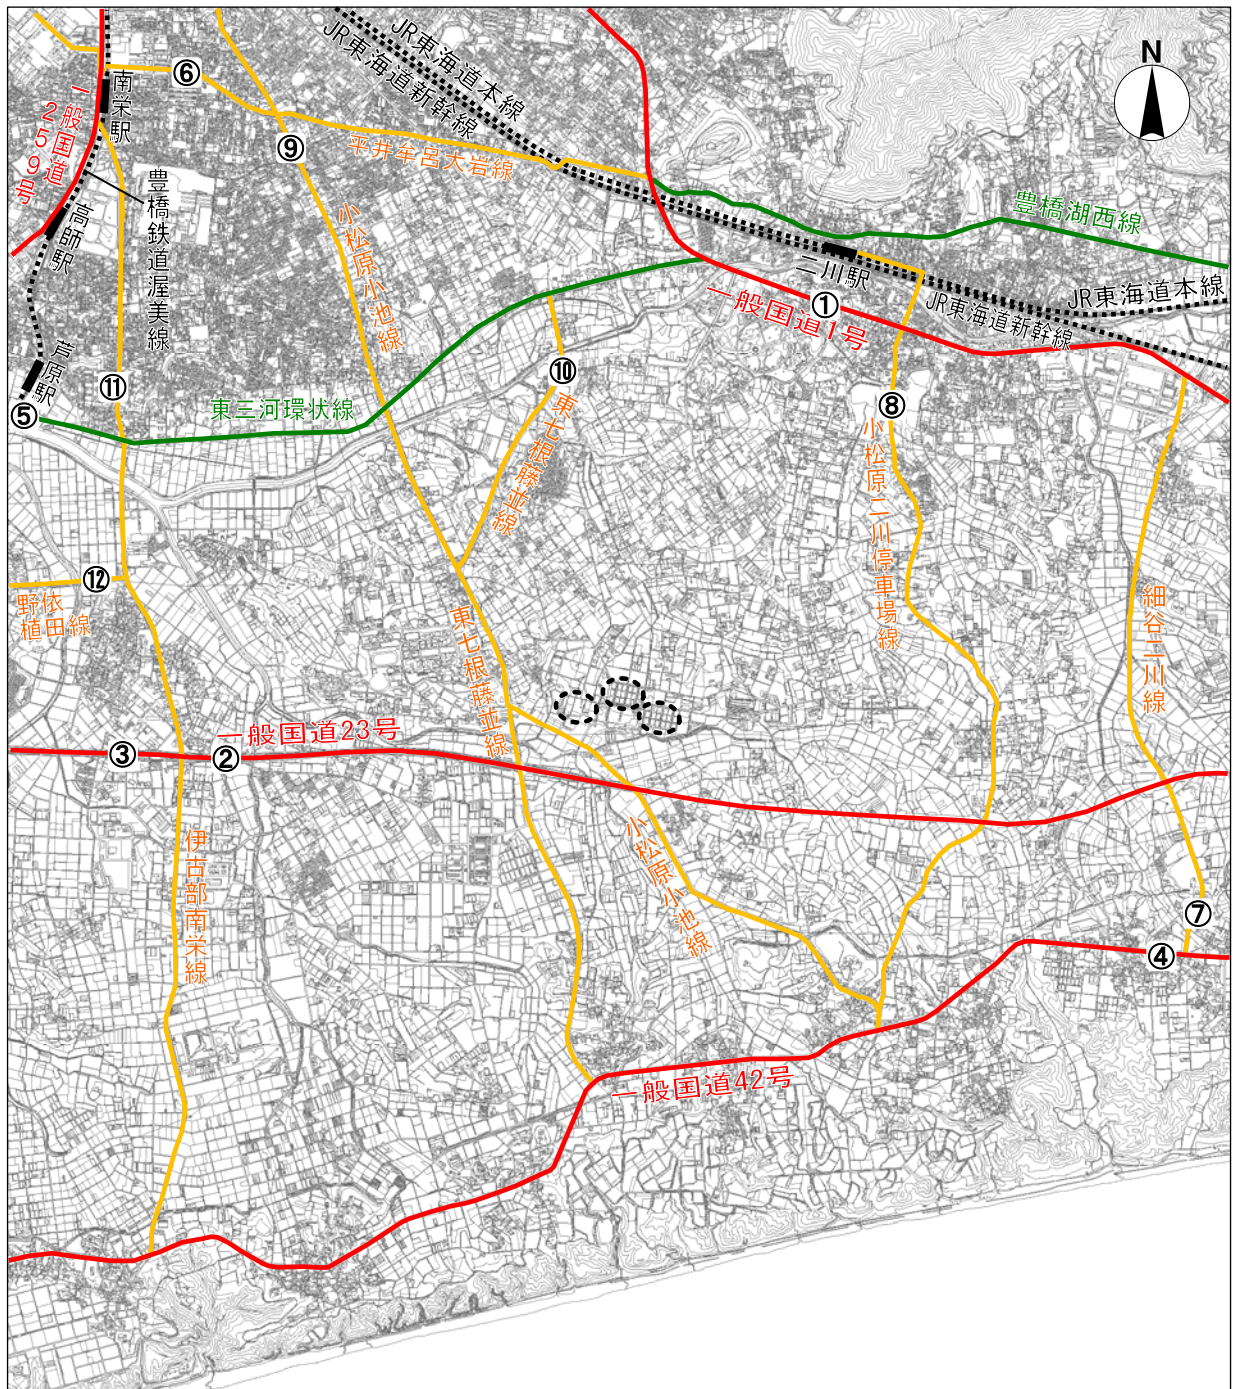 N
JR東海道本線
JR東海道新幹線
⑥
南栄駅
一般国道
259号
⑨
平井牟呂大岩線
豊橋鉄道渥美線
高師駅
小松原小池線
豊橋湖西線
二川駅
JR東海道本線
JR東海道新幹線
①
一般国道1号
芦原駅
⑪
⑩
⑤
東三河環状線
東七根藤並線
⑧
小松原二川停車場線
⑫
野依
植田線
東七根藤並線
細谷二川線
一般国道23号
③
②
伊古部南栄線
小松原小池線
⑦
④
一般国道42号